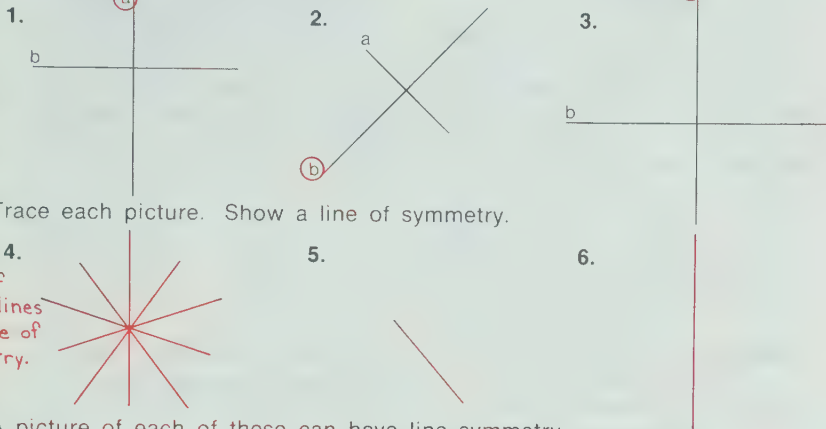 1.
a
b
2.
a
b
3.
b
Trace each picture. Show a line of symmetry.
4.
lines
of
5.
6.
picture of each of these can have line symmetry